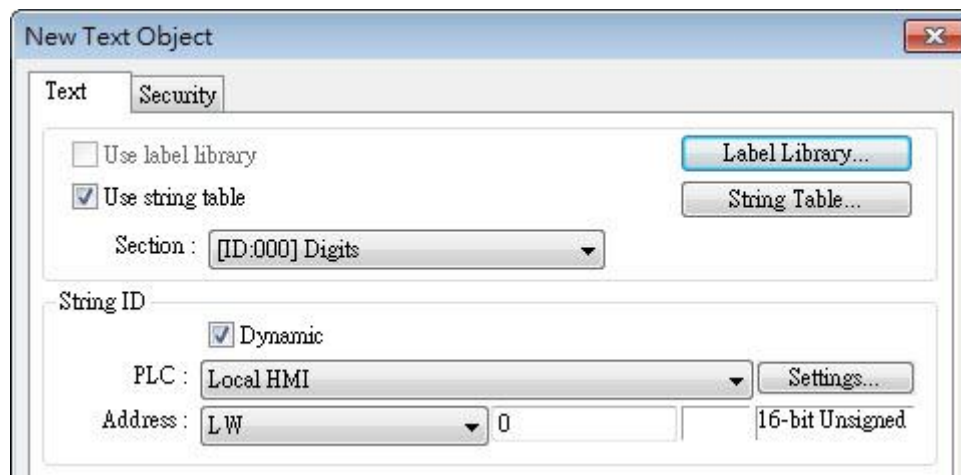 New Text Object
Text Security
Use label library Label Library...
Use string table String Table...
Section : [ID:000] Digits
String ID
Dynamic
PLC : Local HMI Settings...
Address : LW 0 16-bit Unsigned